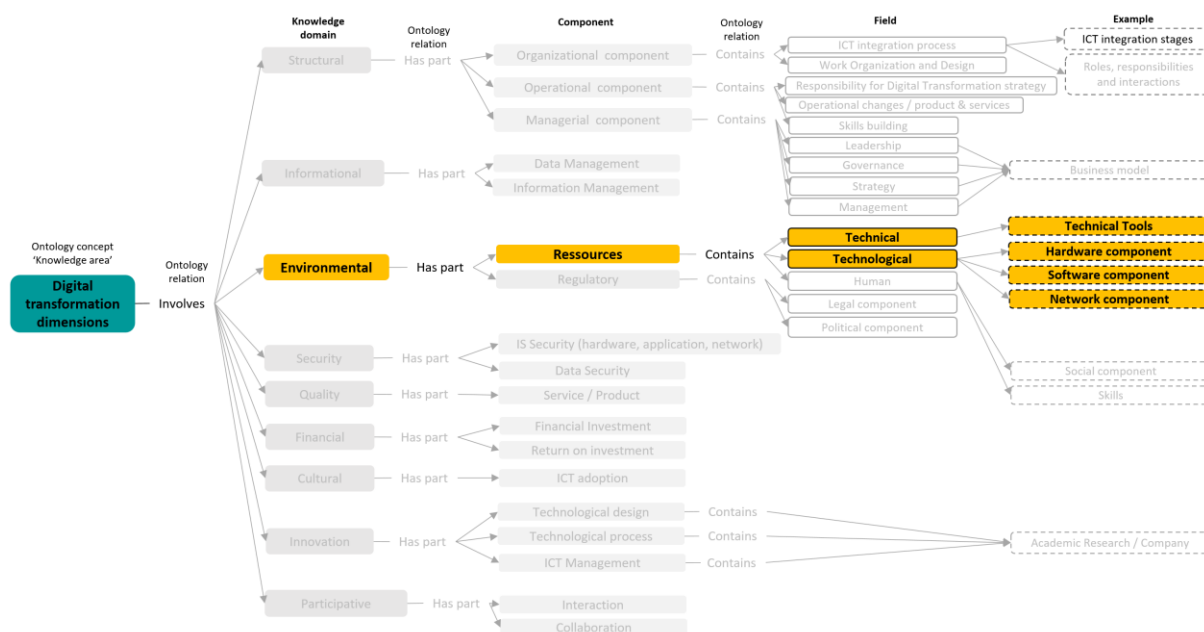 Knowledge
domain
Ontology
relation
Component
Ontology
relation
Field
Example
Structural
Has part
Organizational component
Contains
ICT integration process
ICT integration stages
Work Organization and Design
Roles, responsibilities
and interactions
Operational component
Contains
Responsibility for Digital Transformation strategy
Operational changes / product & services
Managerial component
Contains
Skills building
Leadership
Governance
Strategy
Management
Business model
Informational
Has part
Data Management
Information Management
Ontology concept
‘Knowledge area’
Digital
transformation
dimensions
Ontology
relation
Involves
Environmental
Has part
Ressources
Contains
Technical
Technological
Human
Technical Tools
Hardware component
Software component
Network component
Regulatory
Contains
Legal component
Political component
Social component
Skills
Security
Has part
IS Security (hardware, application, network)
Data Security
Quality
Has part
Service / Product
Financial
Has part
Financial Investment
Return on investment
Cultural
Has part
ICT adoption
Innovation
Has part
Technological design
Contains
Technological process
Contains
ICT Management
Contains
Academic Research / Company
Participative
Has part
Interaction
Collaboration